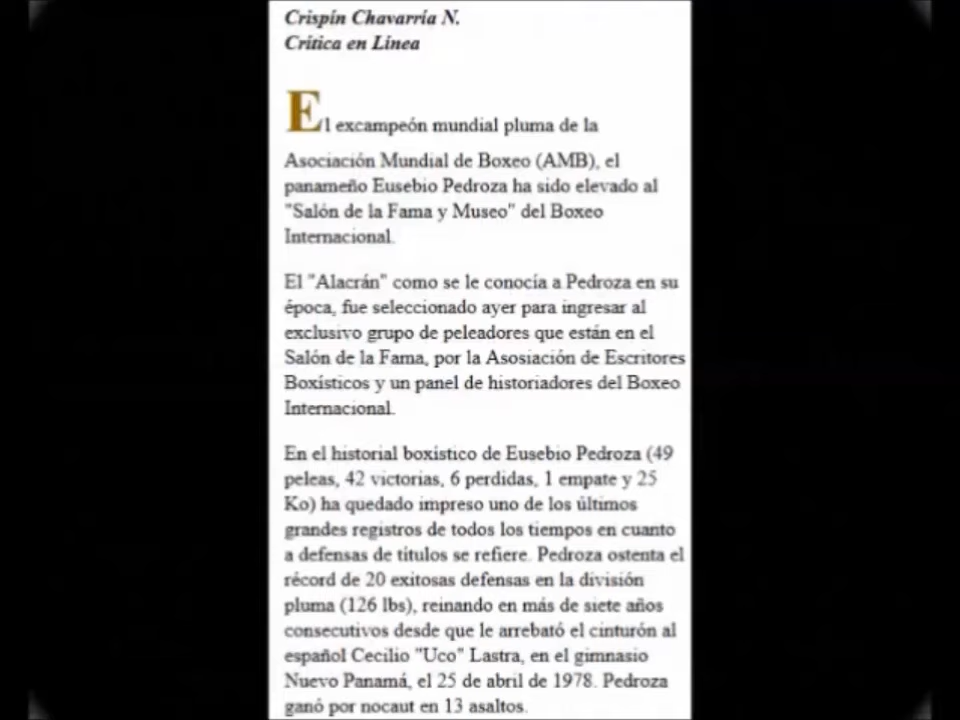 Crispín Chavarría N.
Crítica en Línea
El excampeón mundial pluma de la
Asociación Mundial de Boxeo (AMB), el
panameño Eusebio Pedroza ha sido elevado al
"Salón de la Fama y Museo" del Boxeo
Internacional.
El "Alacrán" como se le conocía a Pedroza en su
época, fue seleccionado ayer para ingresar al
exclusivo grupo de peleadores que están en el
Salón de la Fama, por la Asosiación de Escritores
Boxísticos y un panel de historiadores del Boxeo
Internacional.
En el historial boxístico de Eusebio Pedroza (49
peleas, 42 victorias, 6 perdidas, 1 empate y 25
Ko) ha quedado impreso uno de los últimos
grandes registros de todos los tiempos en cuanto
a defensas de títulos se refiere. Pedroza ostenta el
récord de 20 exitosas defensas en la división
pluma (126 lbs), reinando en más de siete años
consecutivos desde que le arrebató el cinturón al
español Cecilio "Uco" Lastra, en el gimnasio
Nuevo Panamá, el 25 de abril de 1978. Pedroza
ganó por nocaut en 13 asaltos.